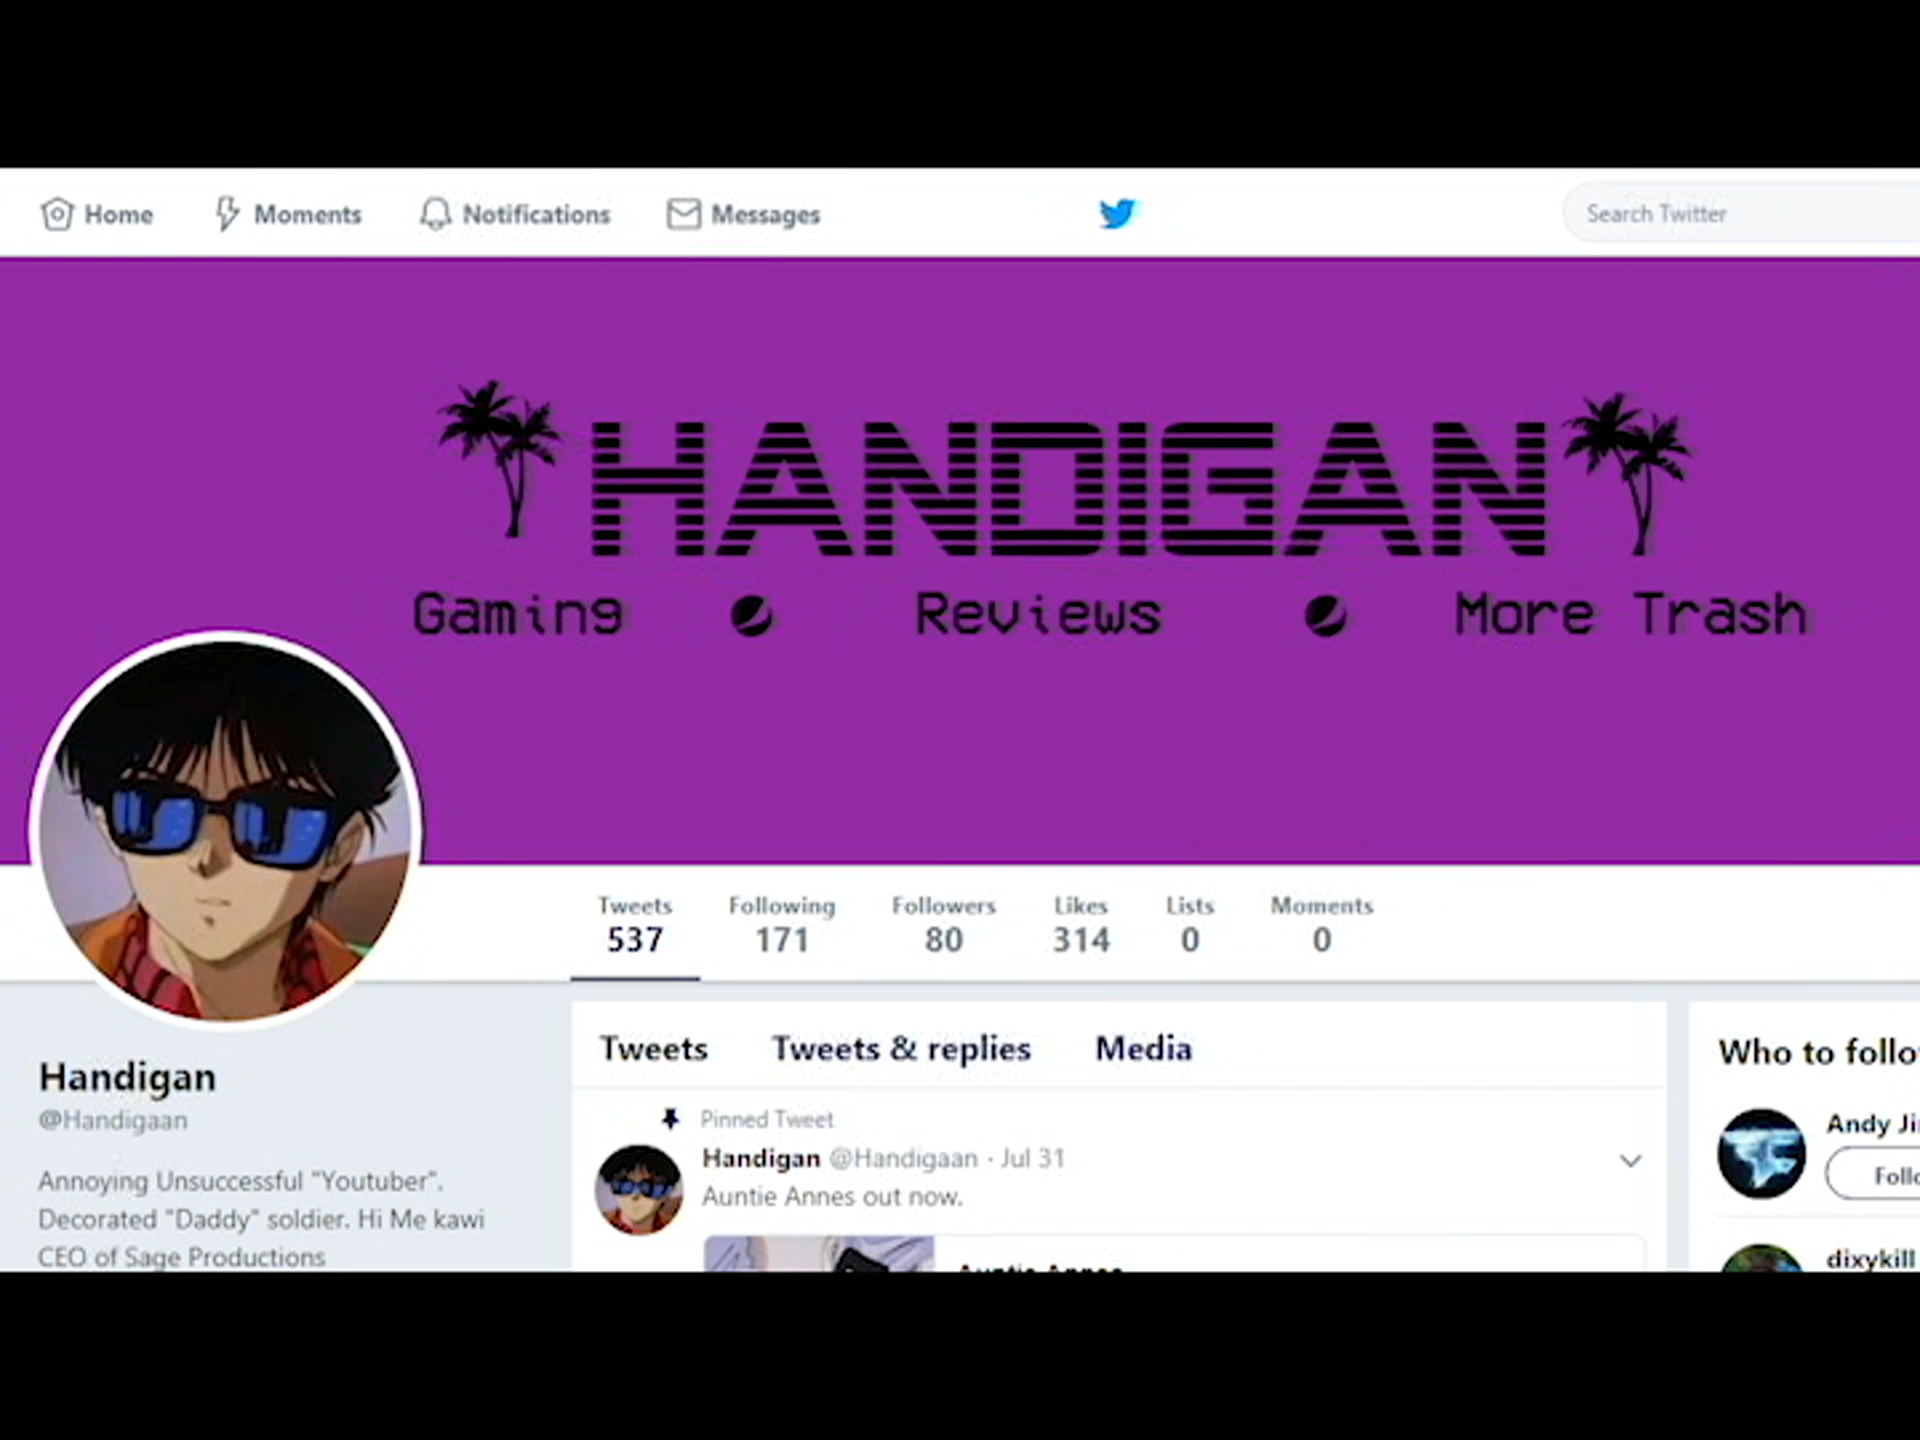 Home Moments Notifications Messages Search Twitter
HANDIGAN
Gaming Reviews More Trash
Tweets Following Followers Likes Lists Moments
537 171 80 314 0 0
Handigan
@Handigaan
Annoying Unsuccessful "Youtuber".
Decorated "Daddy" soldier. Hi Me kawi
CEO of Sage Productions
Tweets Tweets & replies Media
Pinned Tweet
Handigan @Handigaan · Jul 31
Auntie Annes out now.
Auntie Annes
Who to follo
Andy Ji
Follo
dixykill